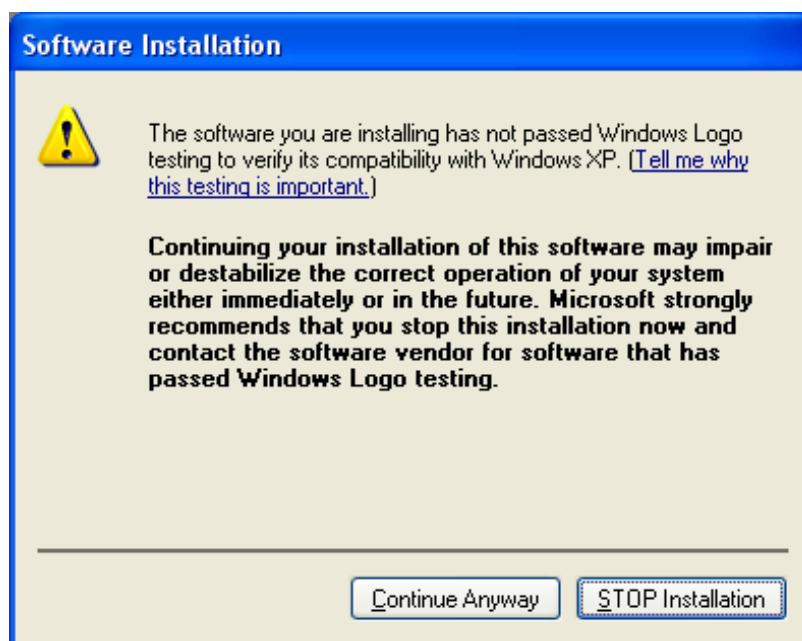 Software Installation
The software you are installing has not passed Windows Logo
testing to verify its compatibility with Windows XP. (Tell me why
this testing is important.)
Continuing your installation of this software may impair
or destabilize the correct operation of your system
either immediately or in the future. Microsoft strongly
recommends that you stop this installation now and
contact the software vendor for software that has
passed Windows Logo testing.
Continue Anyway
STOP Installation